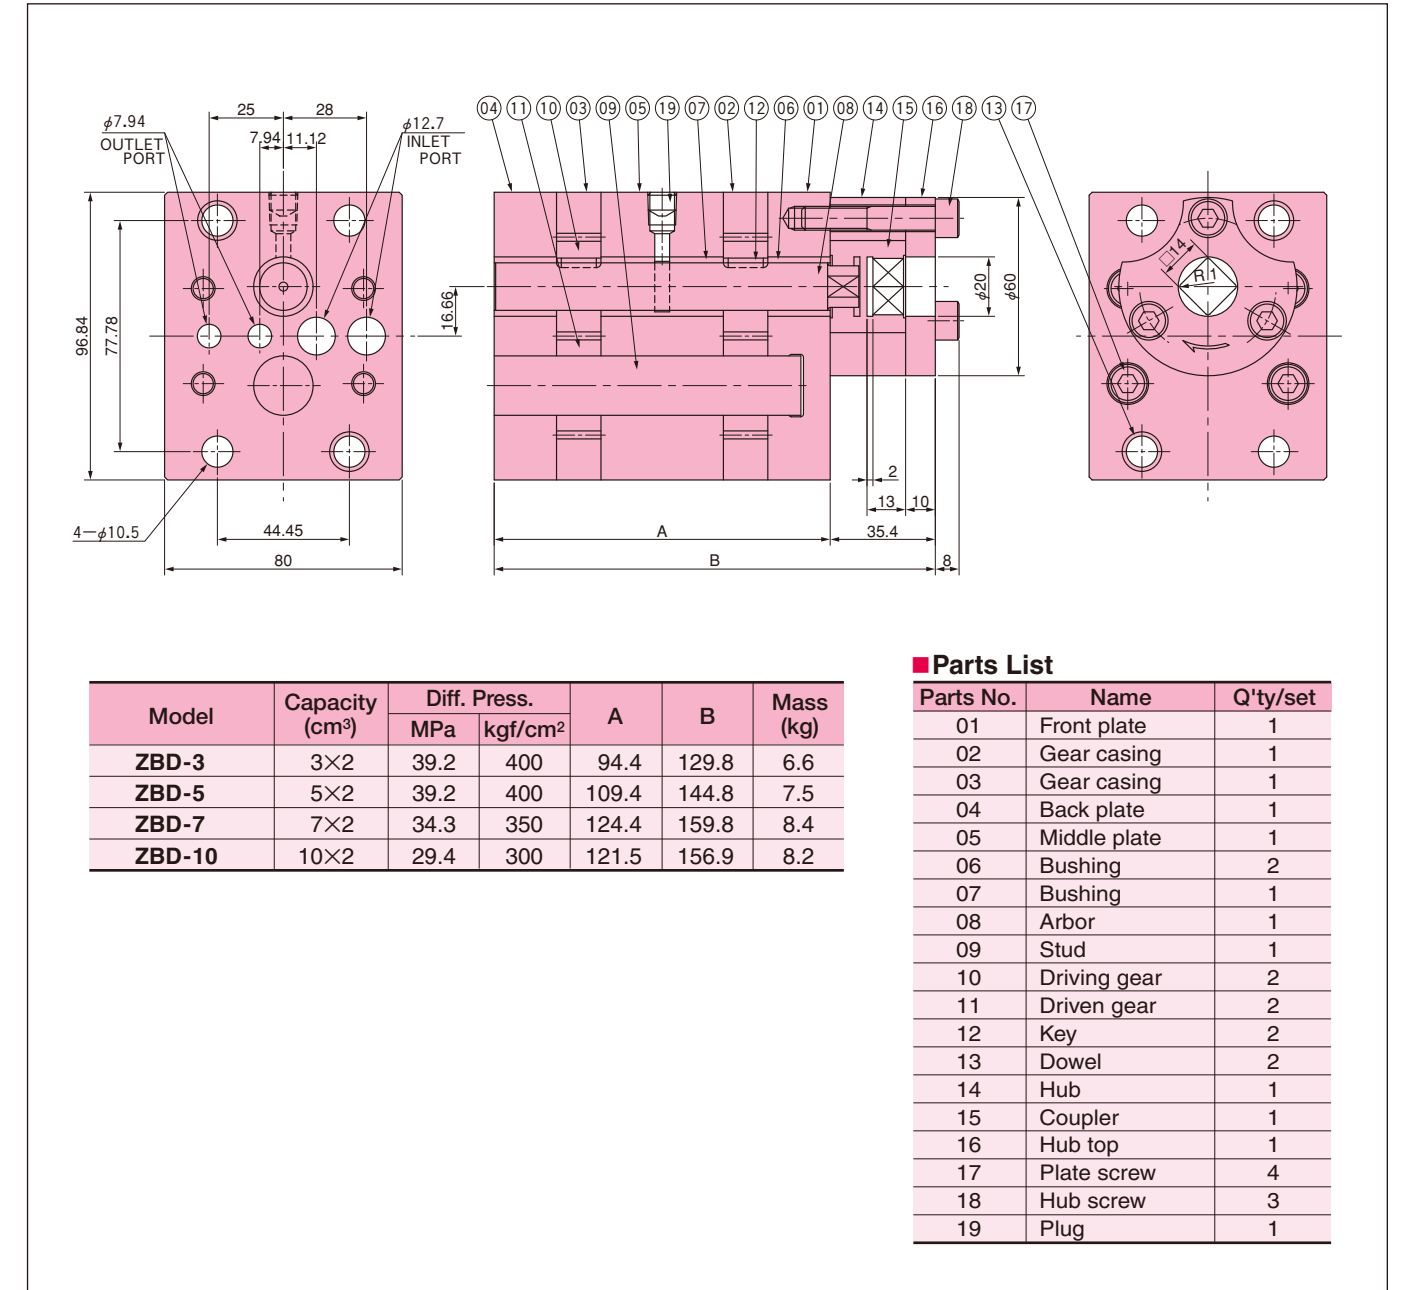 04 11 10 03 09 05 19 07 02 12 06 01 08 14 15 16 18 13 17
25 28
φ7.94
OUTLET
PORT
7.94 11.12
φ12.7
INLET
PORT
96.84
77.78
4—φ10.5
44.45
80
16.66
φ20
φ60
2
13 10
A 35.4
B 8
□14
R 1
■Parts List
Model Capacity (cm³) Diff. Press. A B Mass (kg)
MPa kgf/cm²
ZBD-3 3×2 39.2 400 94.4 129.8 6.6
ZBD-5 5×2 39.2 400 109.4 144.8 7.5
ZBD-7 7×2 34.3 350 124.4 159.8 8.4
ZBD-10 10×2 29.4 300 121.5 156.9 8.2
Parts No. Name Q'ty/set
01 Front plate 1
02 Gear casing 1
03 Gear casing 1
04 Back plate 1
05 Middle plate 1
06 Bushing 2
07 Bushing 1
08 Arbor 1
09 Stud 1
10 Driving gear 2
11 Driven gear 2
12 Key 2
13 Dowel 2
14 Hub 1
15 Coupler 1
16 Hub top 1
17 Plate screw 4
18 Hub screw 3
19 Plug 1